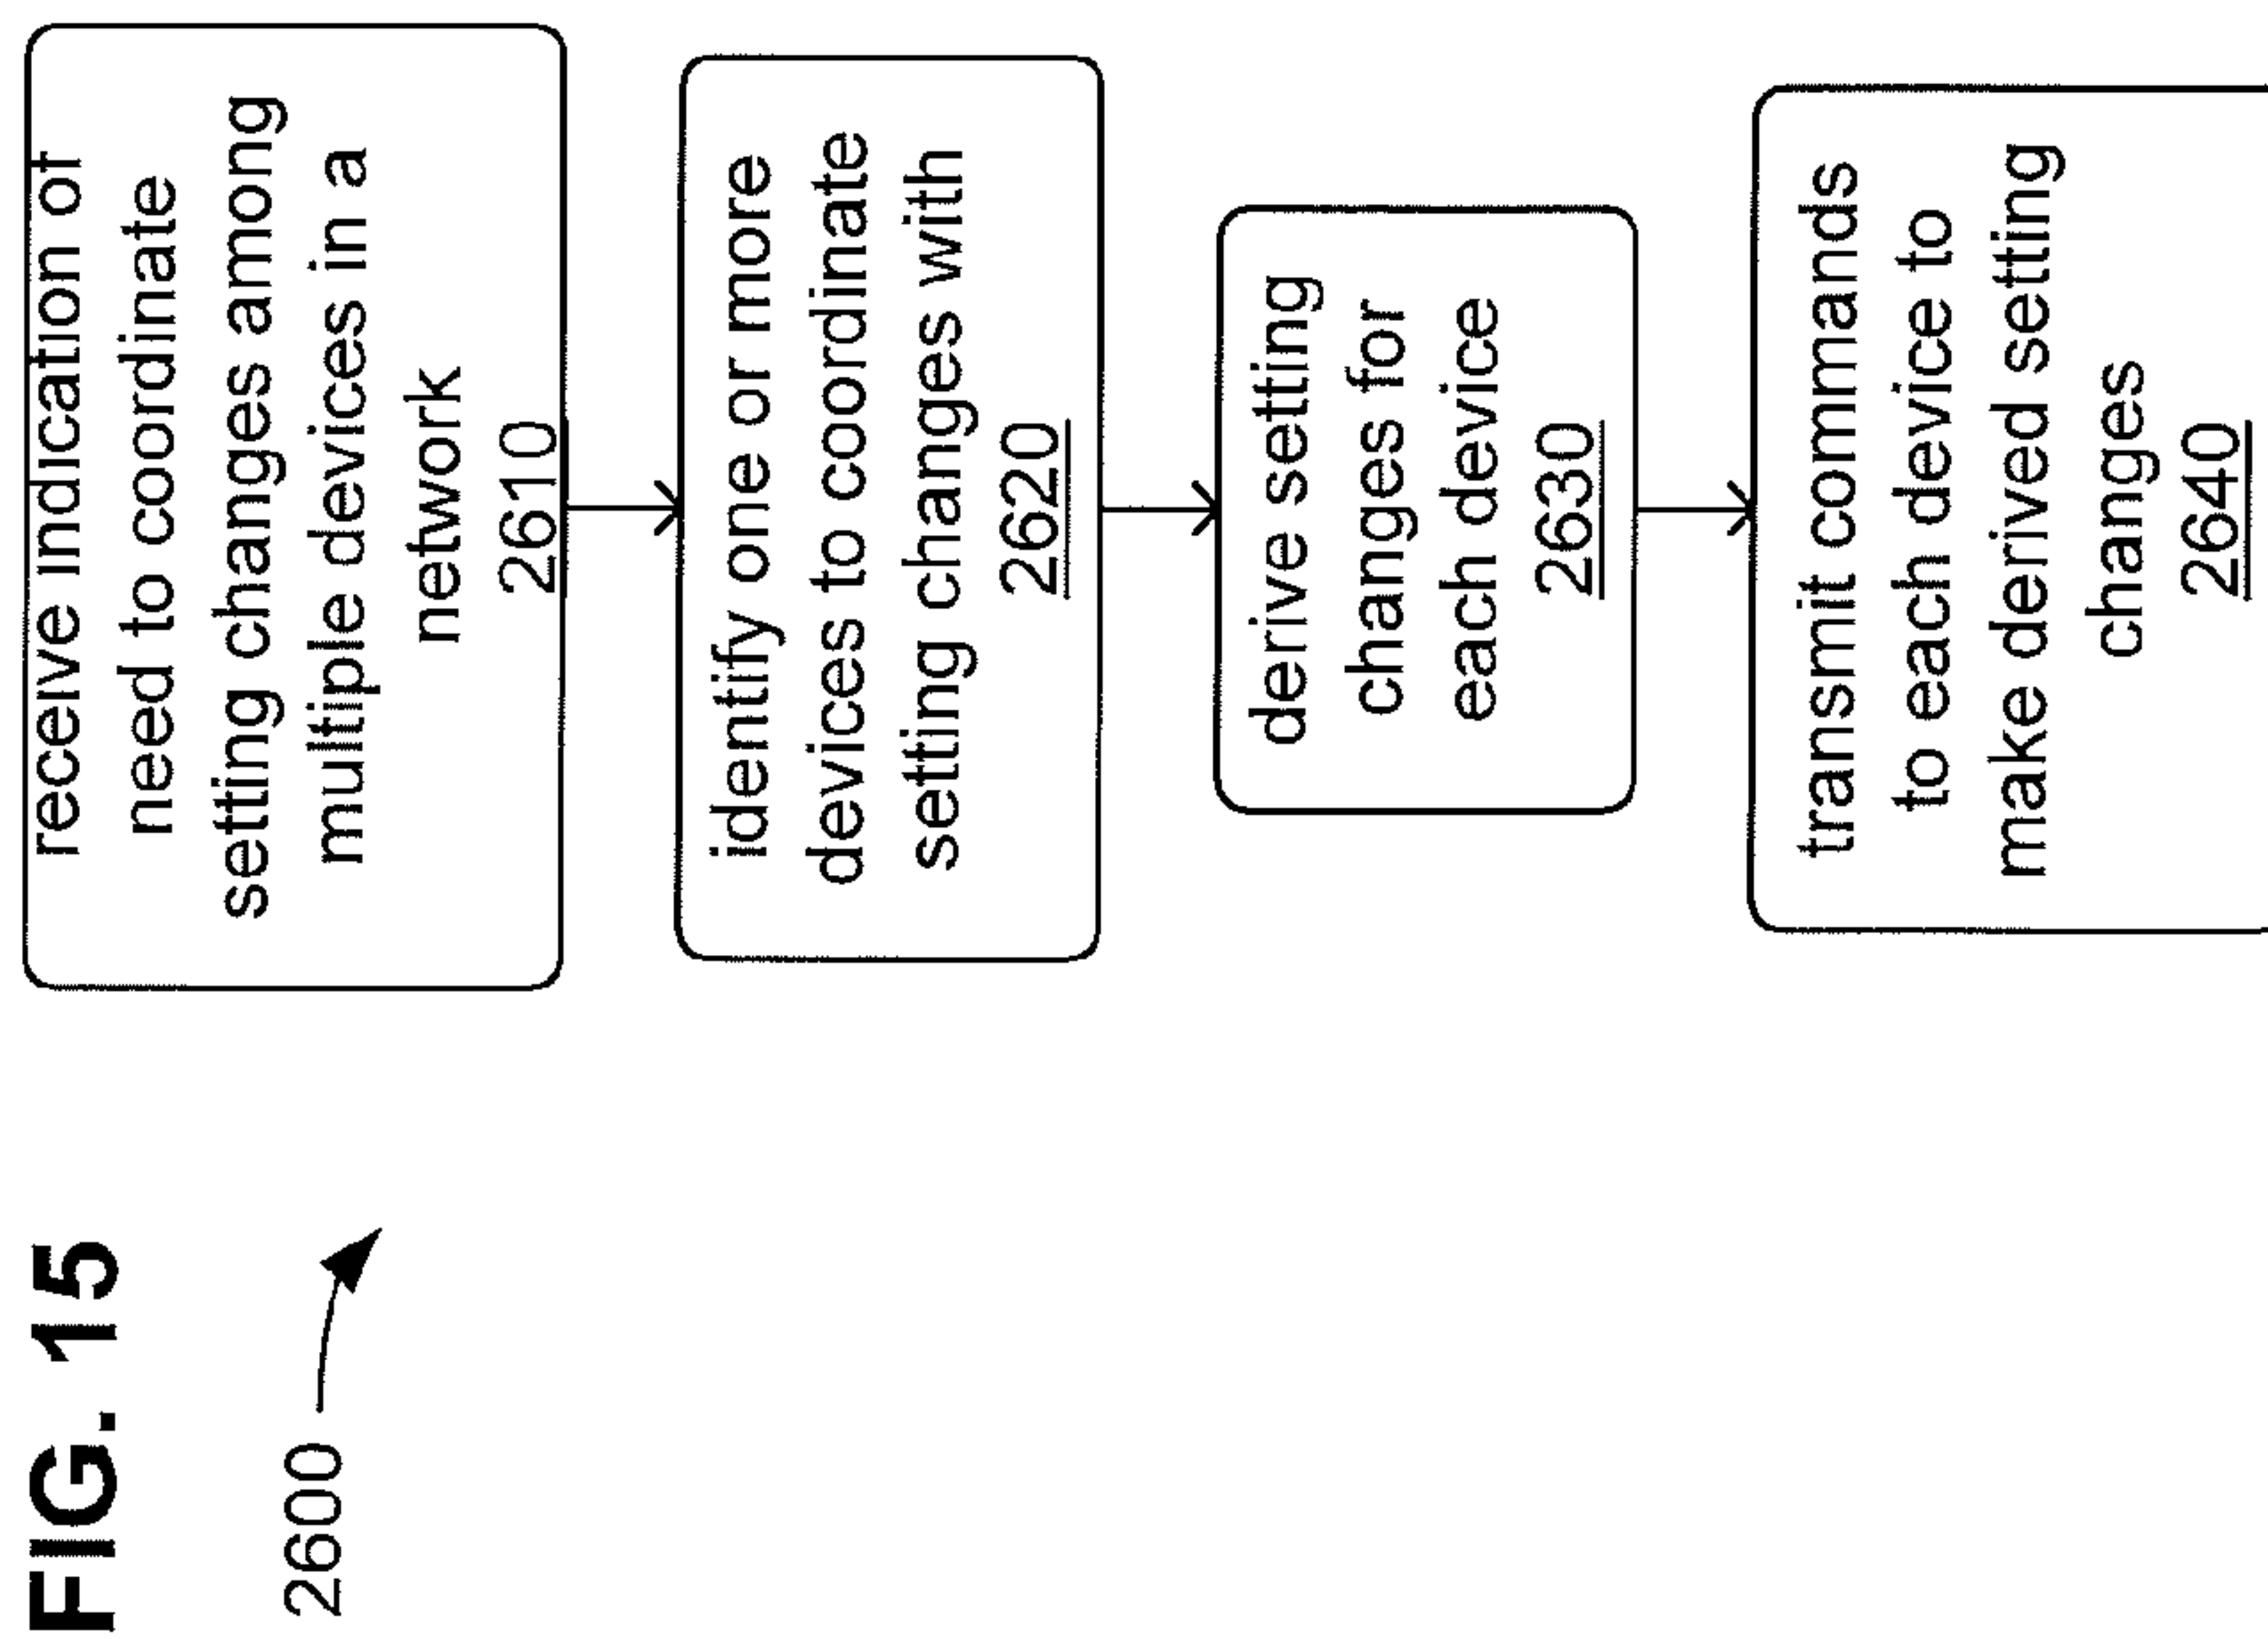 FIG. 15
2600
receive indication of
need to coordinate
setting changes among
multiple devices in a
network
2610
identify one or more
devices to coordinate
setting changes with
2620
derive setting
changes for
each device
2630
transmit commands
to each device to
make derived setting
changes
2640